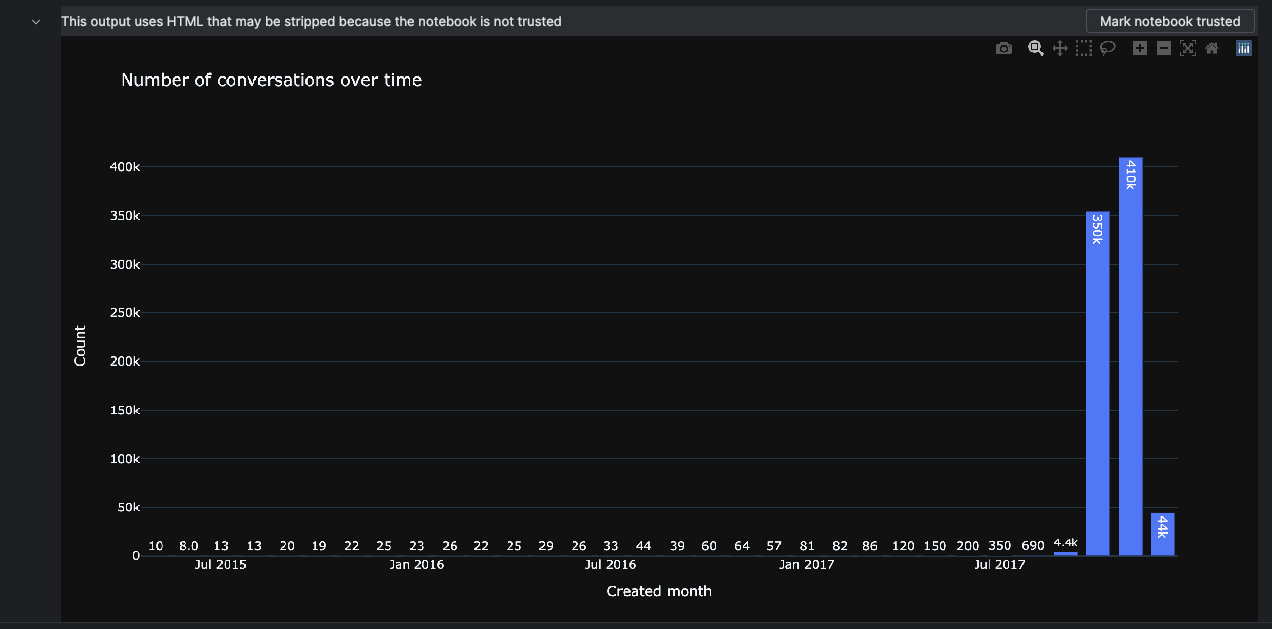 This output uses HTML that may be stripped because the notebook is not trusted
Mark notebook trusted
Number of conversations over time
400k
350k
300k
250k
200k
150k
100k
50k
0
Count
10 8.0 13 13 20 19 22 25 23 26 22 25 29 26 33 44 39 60 64 57 81 82 86 120 150 200 350 690 4.4k 350k 410k 44k
Jul 2015 Jan 2016 Jul 2016 Jan 2017 Jul 2017
Created month